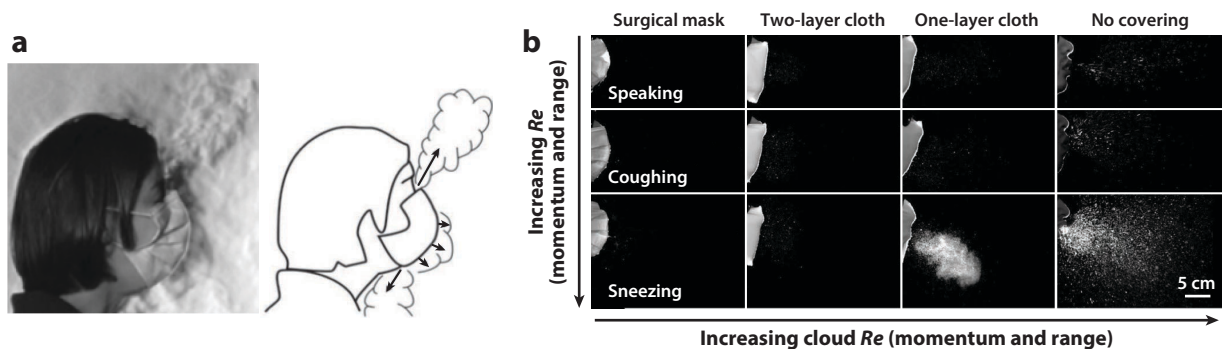 a
b
Surgical mask
Two-layer cloth
One-layer cloth
No covering
Increasing Re
(momentum and range)
Speaking
Coughing
Sneezing
5 cm
Increasing cloud Re (momentum and range)